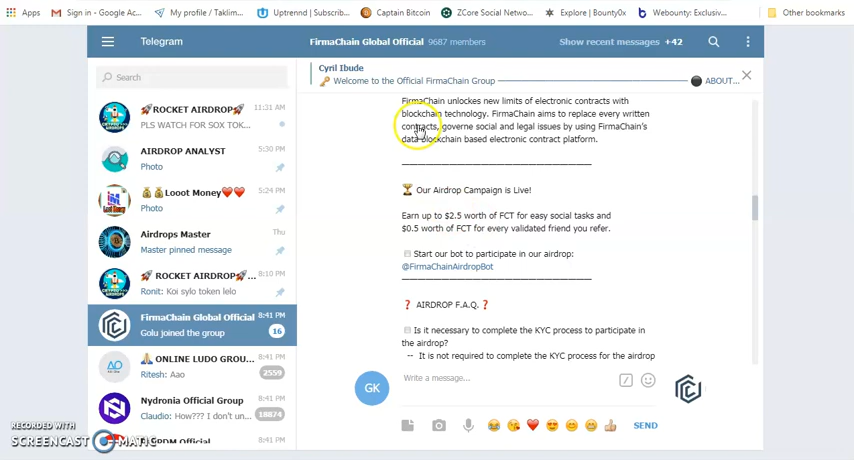 Apps
Sign in - Google Ac...
My profile / Taklim...
Uptrennd | Subscrib...
Captain Bitcoin
ZCore Social Netwo...
Explore | Bounty0x
Webounty: Exclusiv...
Other bookmarks
Telegram
FirmaChain Global Official 9687 members
Show recent messages +42
Search
Cyril Ibude
🔑 Welcome to the Official FirmaChain Group ———————————————————— ⚫ ABOUT...
🚀ROCKET AIRDROP🚀 11:31 AM
PLS WATCH FOR SOX TOK...
AIRDROP ANALYST 5:30 PM
Photo
💰💰Looot Money❤❤ 5:24 PM
Photo
Airdrops Master Thu
Master pinned message
🚀 ROCKET AIRDROP🚀°... 8:10 PM
Ronit: Koi sylo token lelo
FirmaChain Global Official 8:41 PM
Golu joined the group 16
🙏 ONLINE LUDO GROU... 8:41 PM
Ritesh: Aao 2559
Nydronia Official Group 8:41 PM
Claudio: How??? I don't un... 18874
Official 8:41 PM
FirmaChain unlockes new limits of electronic contracts with
blockchain technology. FirmaChain aims to replace every written
contracts, governe social and legal issues by using FirmaChain's
data blockchain based electronic contract platform.
🏆 Our Airdrop Campaign is Live!
Earn up to $2.5 worth of FCT for easy social tasks and
$0.5 worth of FCT for every validated friend you refer.
Start our bot to participate in our airdrop:
@FirmaChainAirdropBot
❓ AIRDROP F.A.Q. ❓
Is it necessary to complete the KYC process to participate in
the airdrop?
-- It is not required to complete the KYC process for the airdrop
GK
Write a message...
SEND
RECORDED WITH
SCREENCAST MATIC